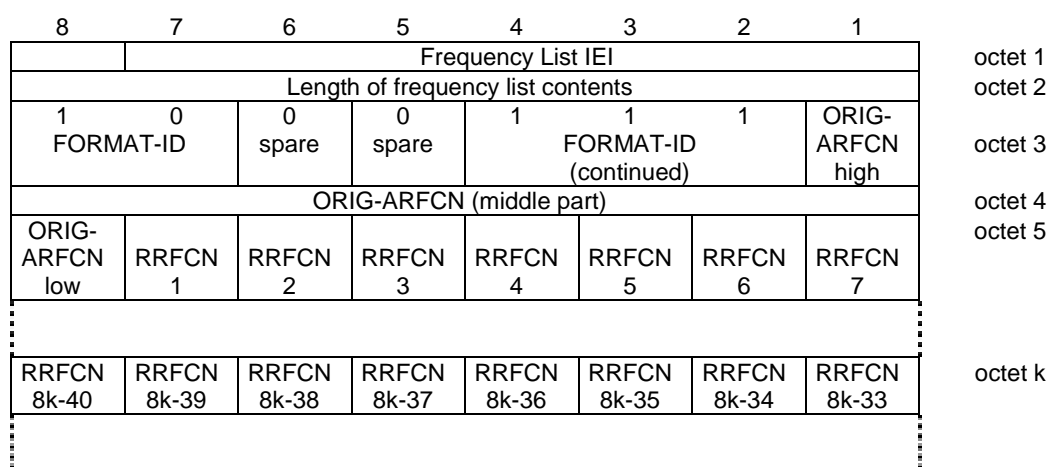 8 7 6 5 4 3 2 1
Frequency List IEI octet 1
Length of frequency list contents octet 2
1 0 0 0 1 1 1 ORIG-
FORMAT-ID spare spare FORMAT-ID ARFCN octet 3
(continued) high
ORIG-ARFCN (middle part) octet 4
ORIG- octet 5
ARFCN RRFCN RRFCN RRFCN RRFCN RRFCN RRFCN RRFCN
low 1 2 3 4 5 6 7
RRFCN RRFCN RRFCN RRFCN RRFCN RRFCN RRFCN RRFCN octet k
8k-40 8k-39 8k-38 8k-37 8k-36 8k-35 8k-34 8k-33